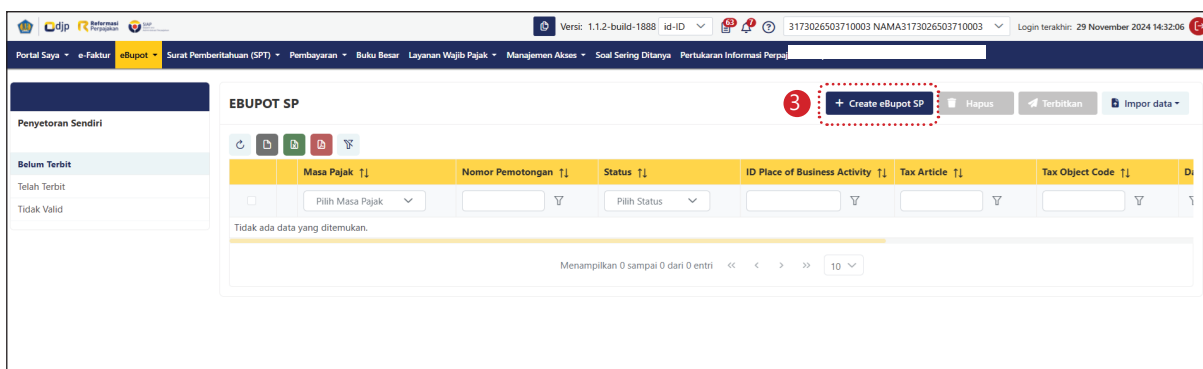 djp Reformasi Perpajakan SIAP Versi: 1.1.2-build-1888 id-ID 63 7 3173026503710003 NAMA3173026503710003 Login terakhir: 29 November 2024 14:32:06
Portal Saya e-Faktur eBupot Surat Pemberitahuan (SPT) Pembayaran Buku Besar Layanan Wajib Pajak Manajemen Akses Soal Sering Ditanya Pertukaran Informasi Perpaj
EBUPOT SP 3 + Create eBupot SP Hapus Terbitkan Impor data
Penyetoran Sendiri
Belum Terbit
Telah Terbit
Tidak Valid
Masa Pajak Nomor Pemotongan Status ID Place of Business Activity Tax Article Tax Object Code Da
Pilih Masa Pajak Pilih Status
Tidak ada data yang ditemukan.
Menampilkan 0 sampai 0 dari 0 entri << < > >> 10